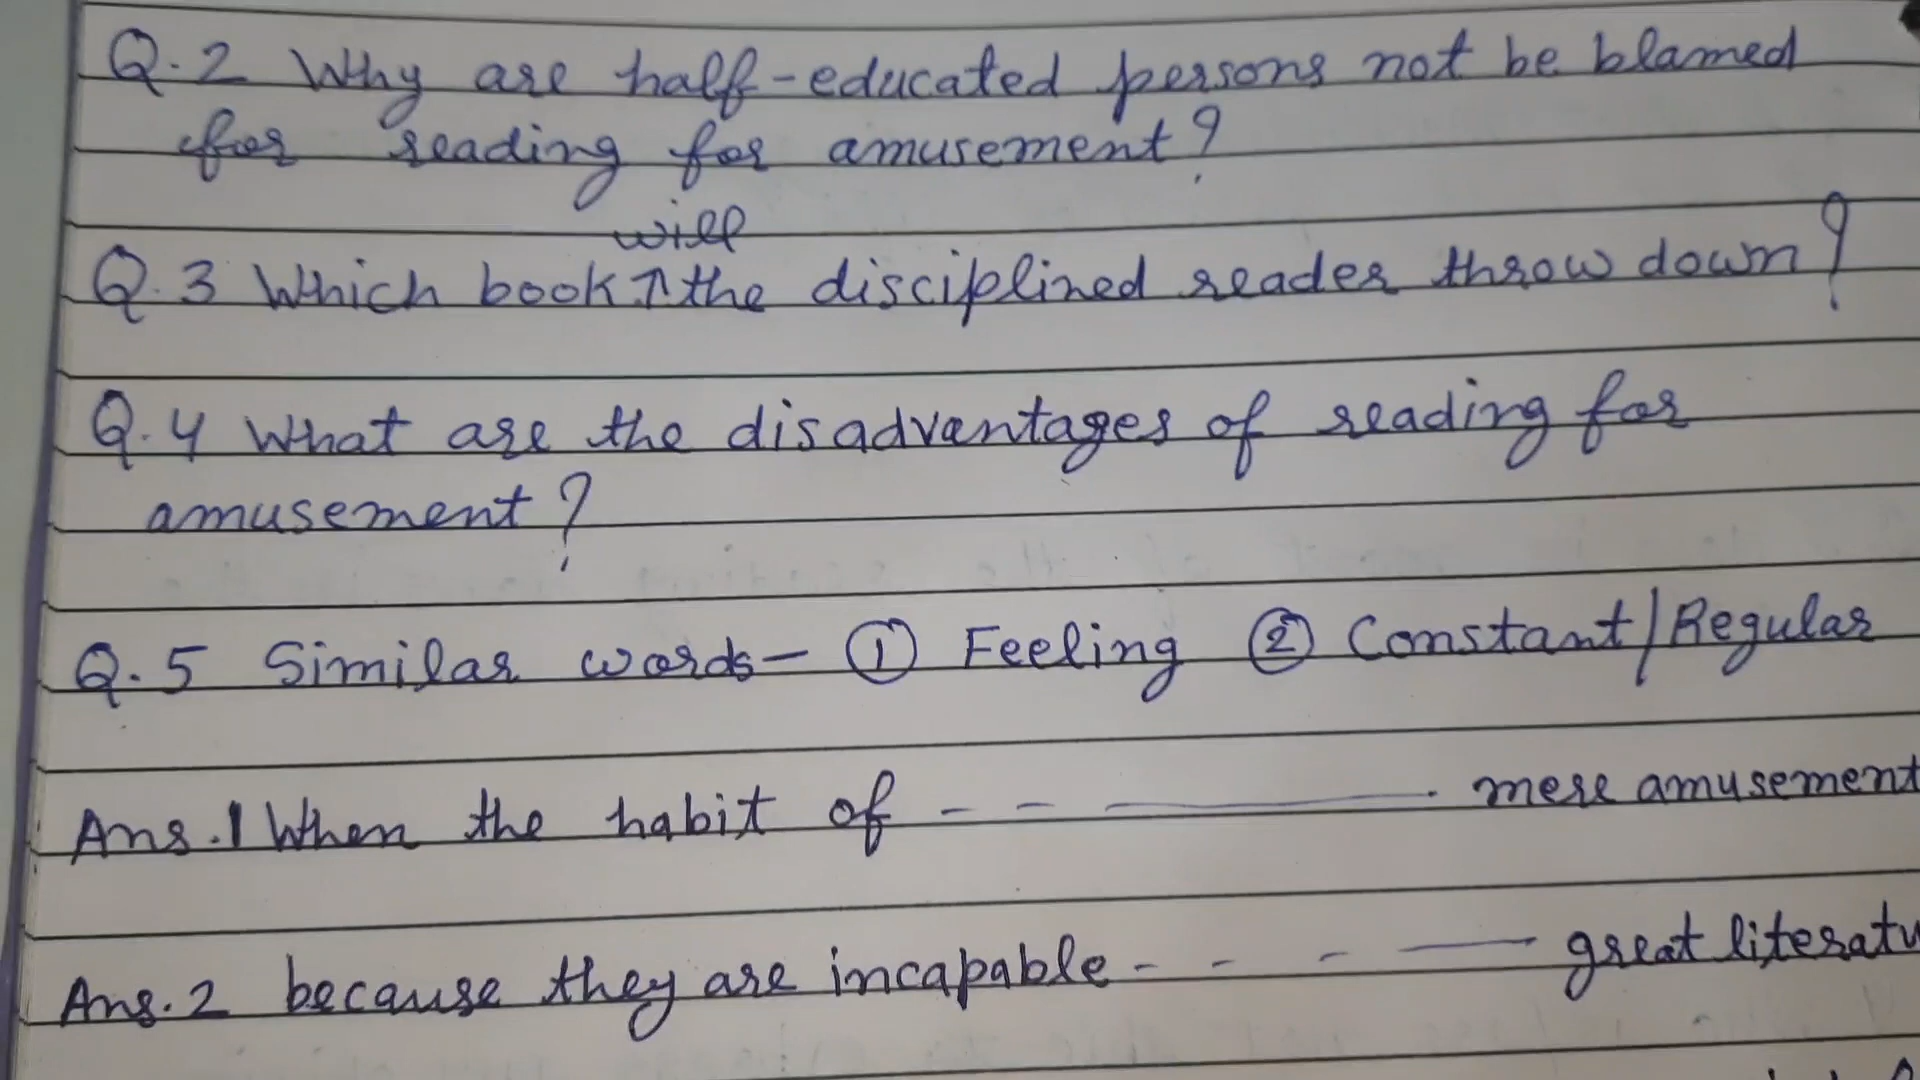 Q.2 Why are half-educated persons not be blamed
for reading for amusement?
will
Q.3 Which book ↑ the disciplined reader throw down?
Q.4 What are the disadvantages of reading for
amusement?
Q.5 Similar words- ① Feeling ② Constant/Regular
Ans.1 When the habit of - - —— mere amusement
Ans.2 because they are incapable - - - — great literatu